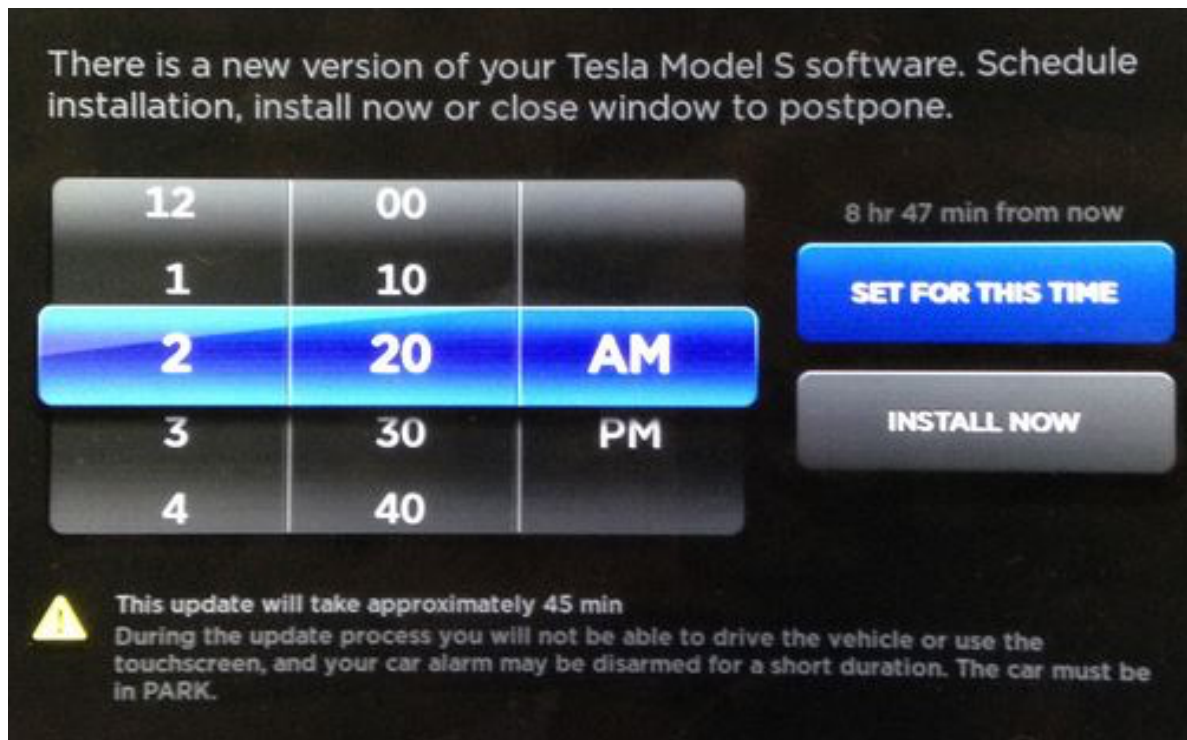 There is a new version of your Tesla Model S software. Schedule
installation, install now or close window to postpone.
12 00
1 10
2 20 AM
3 30 PM
4 40
8 hr 47 min from now
SET FOR THIS TIME
INSTALL NOW
This update will take approximately 45 min
During the update process you will not be able to drive the vehicle or use the
touchscreen, and your car alarm may be disarmed for a short duration. The car must be
in PARK.